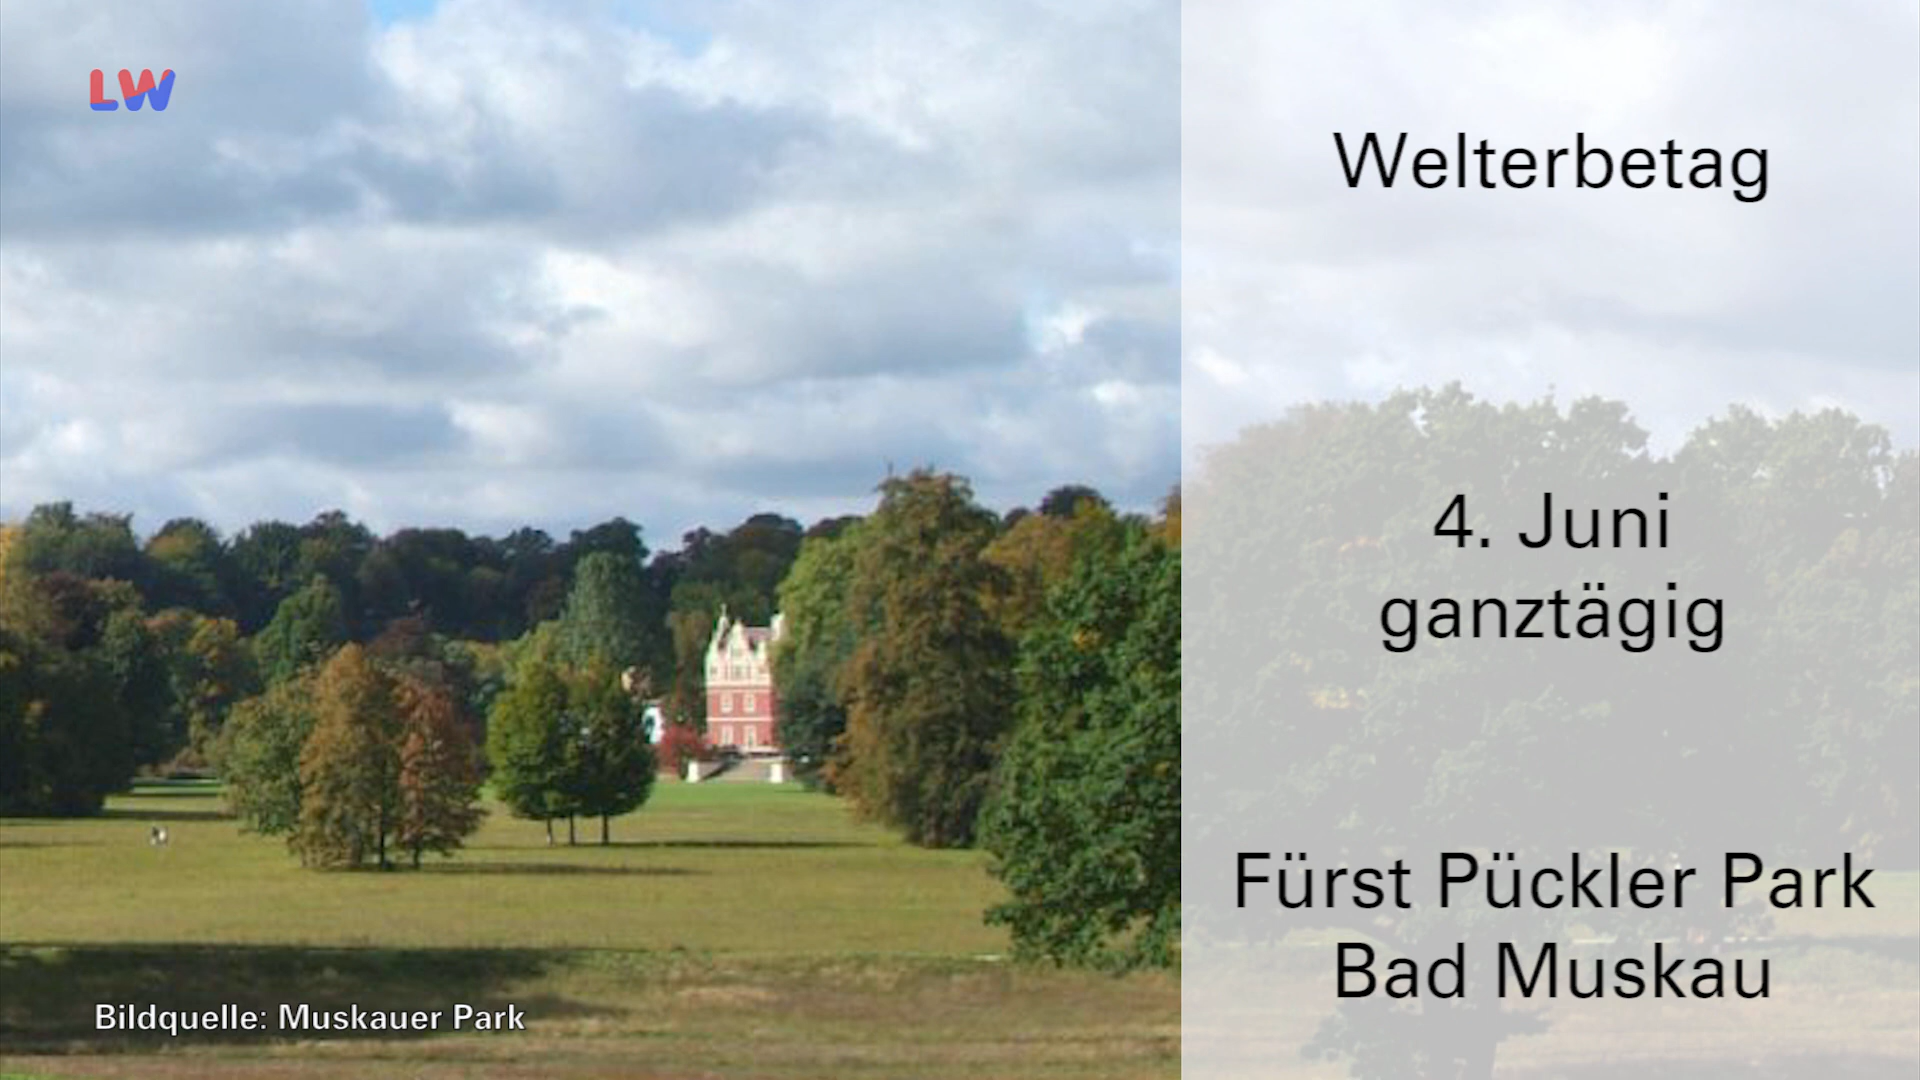 LW
Welterbetag
4. Juni
ganztägig
Fürst Pückler Park
Bad Muskau
Bildquelle: Muskauer Park